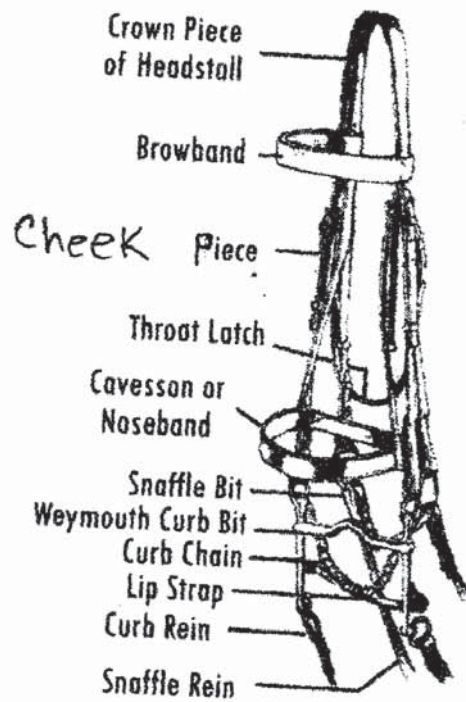 Crown Piece
of Headstall
Browband
Cheek Piece
Throat Latch
Cavesson or
Noseband
Snaffle Bit
Weymouth Curb Bit
Curb Chain
Lip Strap
Curb Rein
Snaffle Rein